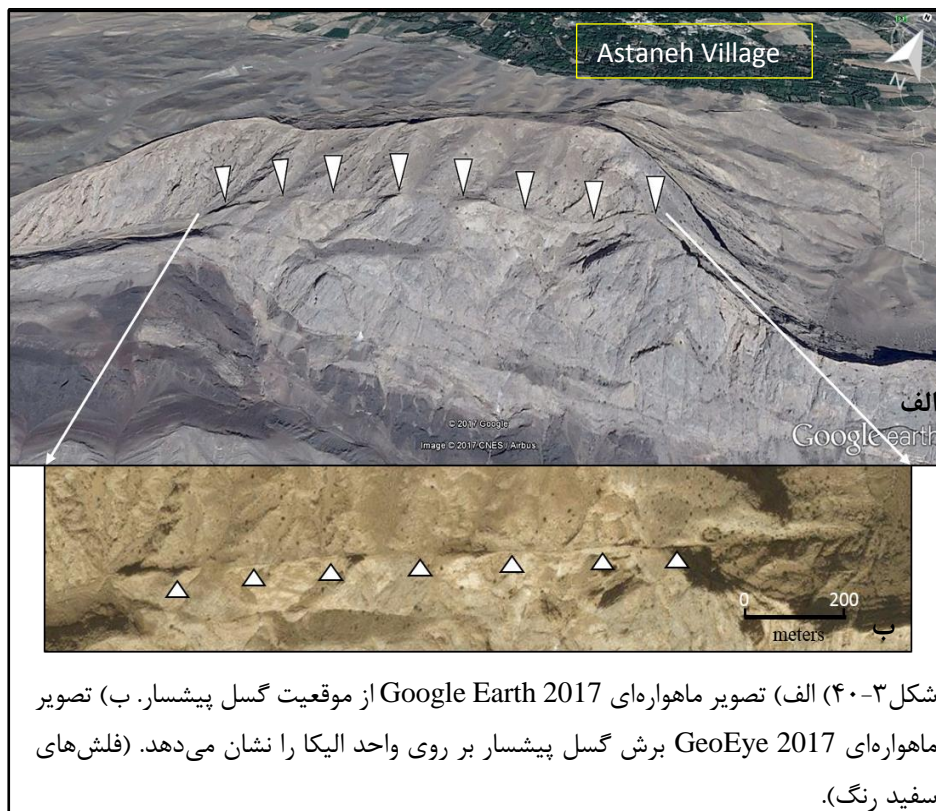 Astaneh Village
N
© 2017 Google
Image © 2017 CNES / Airbus
الف
Google earth
0 200
meters
ب
شکل۳-۴۰) الف) تصویر ماهواره‌ای Google Earth 2017 از موقعیت گسل پیشسار. ب) تصویر
ماهواره‌ای GeoEye 2017 برش گسل پیشسار بر روی واحد الیکا را نشان می‌دهد. (فلش‌های
سفید رنگ).